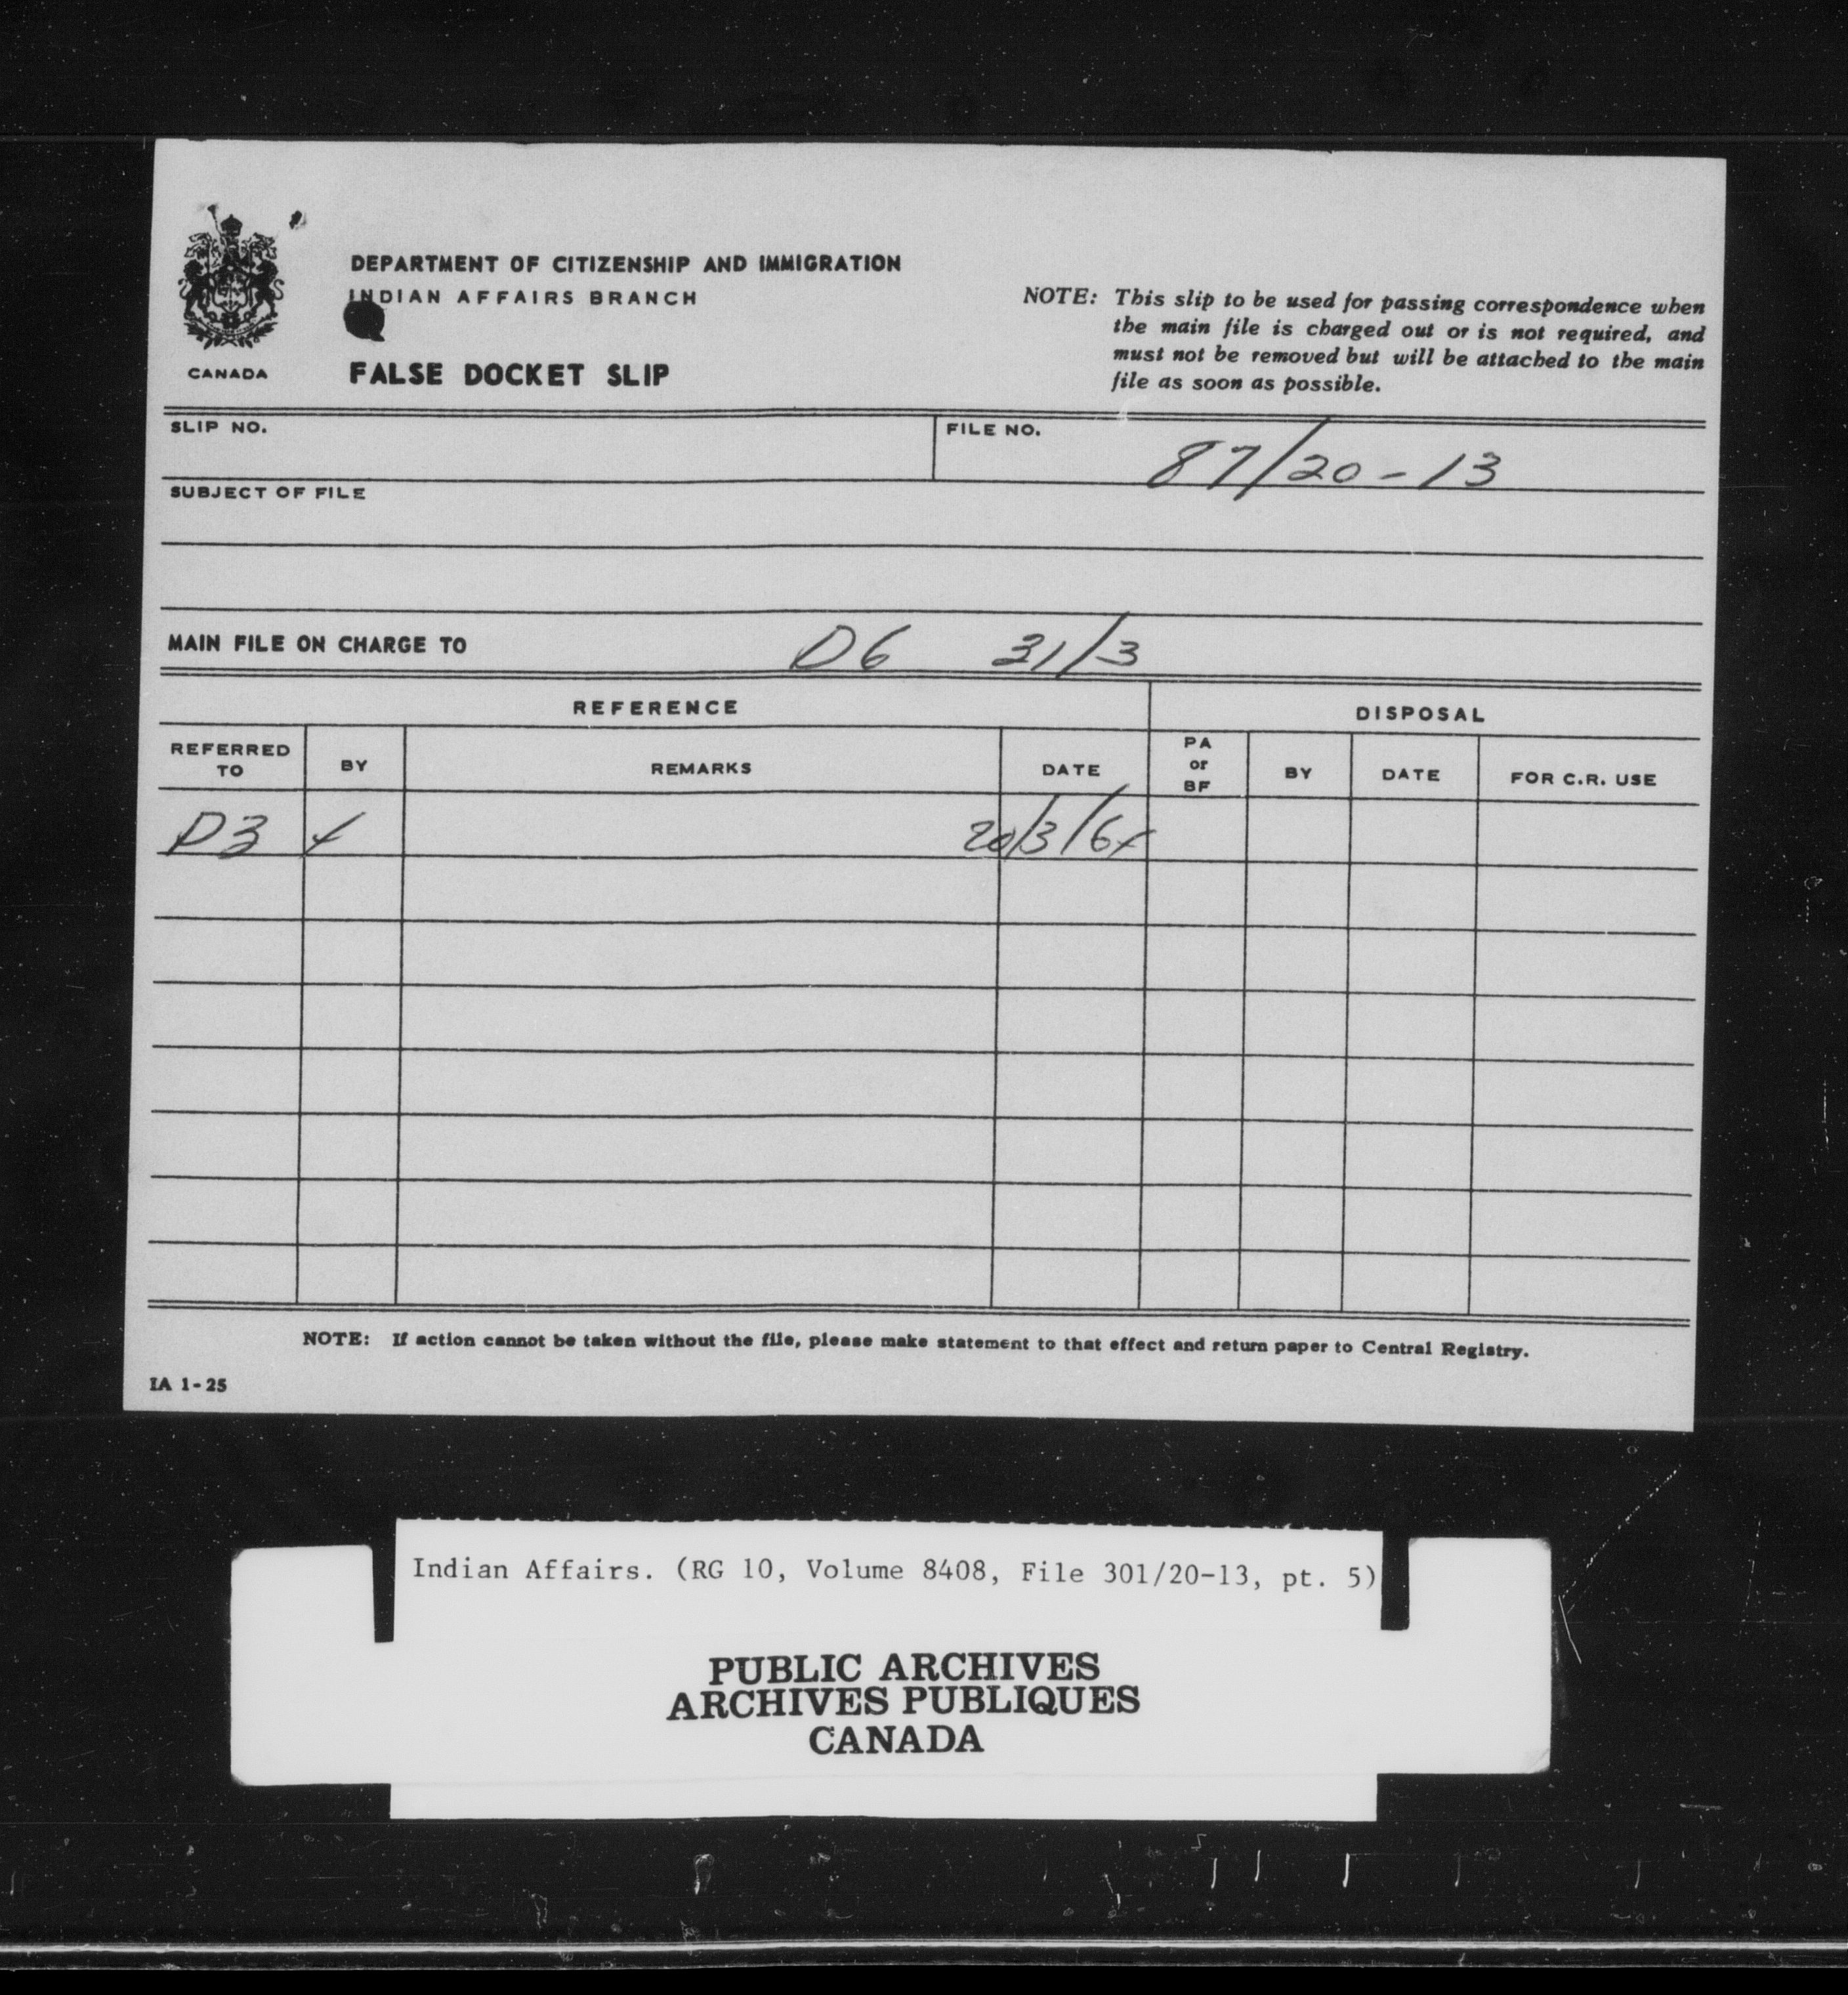 DEPARTMENT OF CITIZENSHIP AND IMMIGRATION
INDIAN AFFAIRS BRANCH
CANADA
FALSE DOCKET SLIP
NOTE: This slip to be used for passing correspondence when
the main file is charged out or is not required, and
must not be removed but will be attached to the main
file as soon as possible.
SLIP NO.
FILE NO. 87/20-13
SUBJECT OF FILE
MAIN FILE ON CHARGE TO D6 31/3
REFERENCE DISPOSAL
REFERRED TO BY REMARKS DATE PA or BF BY DATE FOR C.R. USE
D3 20/3/64
NOTE: If action cannot be taken without the file, please make statement to that effect and return paper to Central Registry.
IA 1-25
Indian Affairs. (RG 10, Volume 8408, File 301/20-13, pt. 5)
PUBLIC ARCHIVES
ARCHIVES PUBLIQUES
CANADA